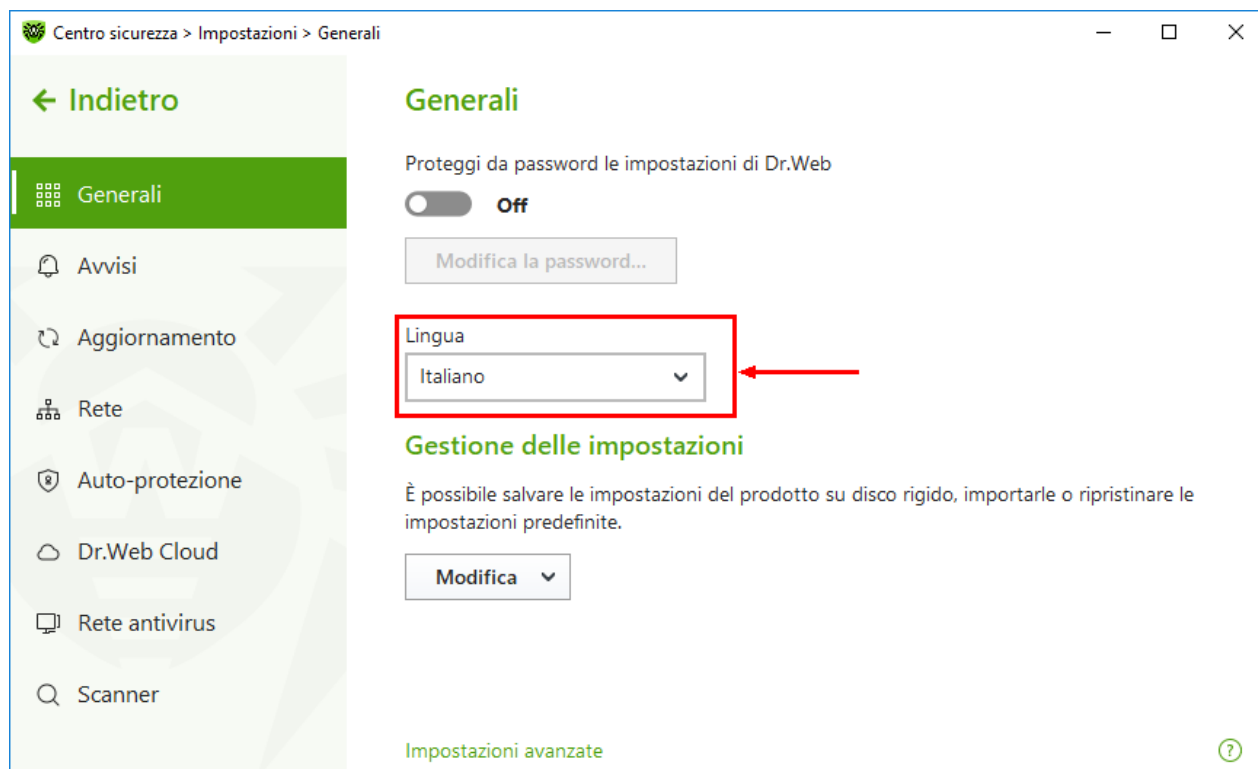 Centro sicurezza > Impostazioni > Generali
Indietro
Generali
Avvisi
Aggiornamento
Rete
Auto-protezione
Dr.Web Cloud
Rete antivirus
Scanner
Generali
Proteggi da password le impostazioni di Dr.Web
Off
Modifica la password...
Lingua
Italiano
Gestione delle impostazioni
È possibile salvare le impostazioni del prodotto su disco rigido, importarle o ripristinare le
impostazioni predefinite.
Modifica
Impostazioni avanzate
?